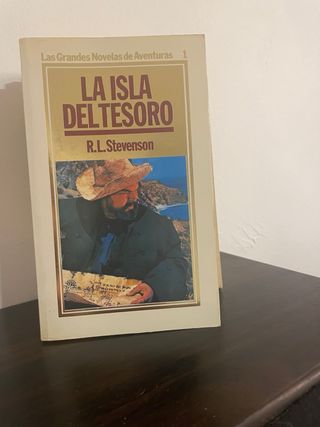 Las Grandes Novelas de Aventuras 1
LA ISLA
DEL TESORO
R.L. Stevenson